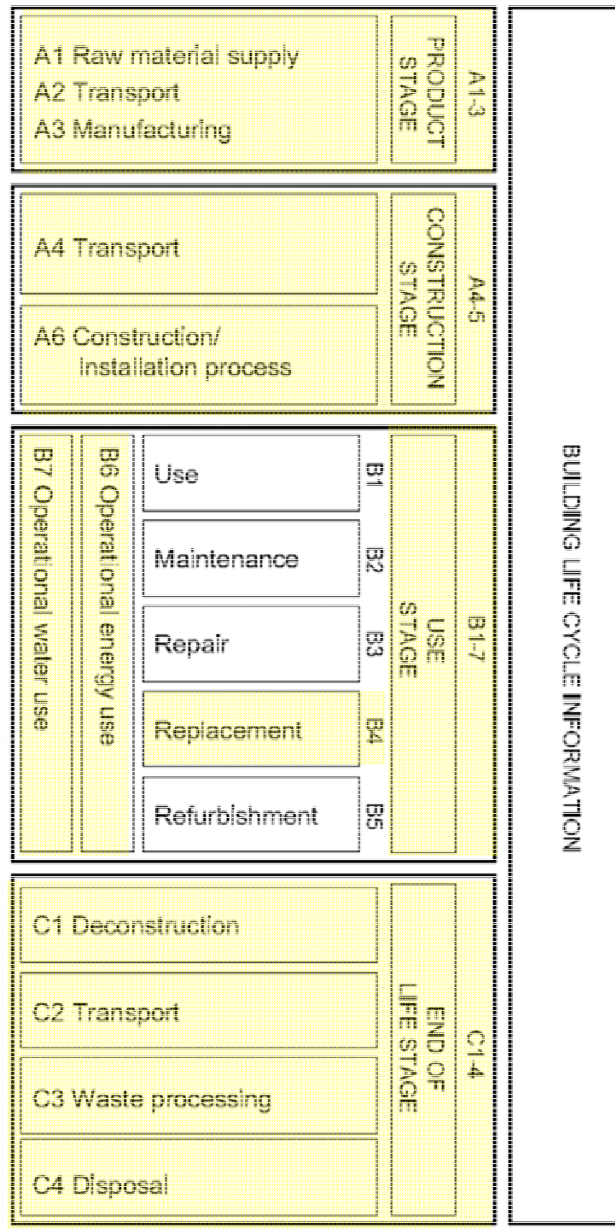 A1 Raw material supply
A2 Transport
A3 Manufacturing
PRODUCT
STAGE
A1-3
A4 Transport
A6 Construction/
Installation process
CONSTRUCTION
STAGE
A4-5
B7 Operational water use
B6 Operational energy use
Use
B1
Maintenance
B2
Repair
B3
Replacement
B4
Refurbishment
B5
USE
STAGE
B1-7
C1 Deconstruction
C2 Transport
C3 Waste processing
C4 Disposal
END OF
LIFE STAGE
C1-4
BUILDING LIFE CYCLE INFORMATION